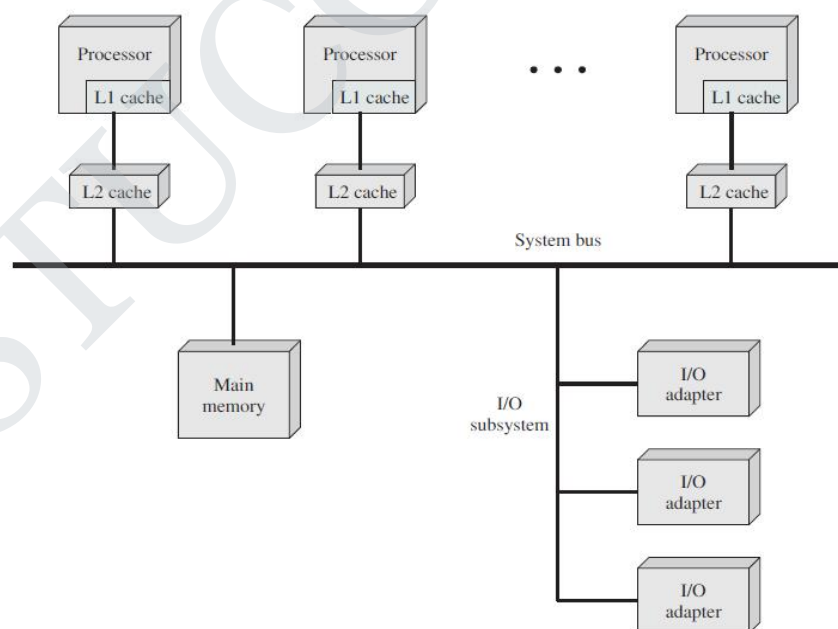 Processor
L1 cache
L2 cache
Processor
L1 cache
L2 cache
. . .
Processor
L1 cache
L2 cache
System bus
Main
memory
I/O
subsystem
I/O
adapter
I/O
adapter
I/O
adapter